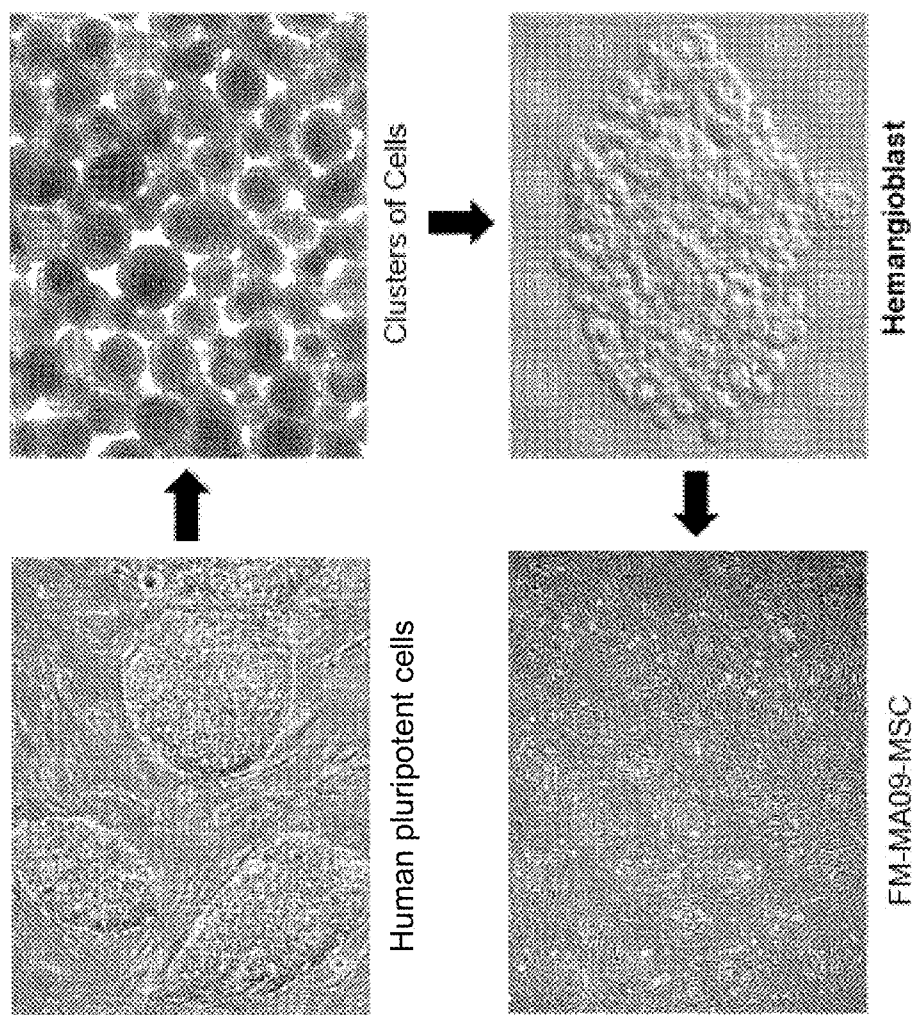 Human pluripotent cells
Clusters of Cells
Hemangioblast
FM-MA09-MSC